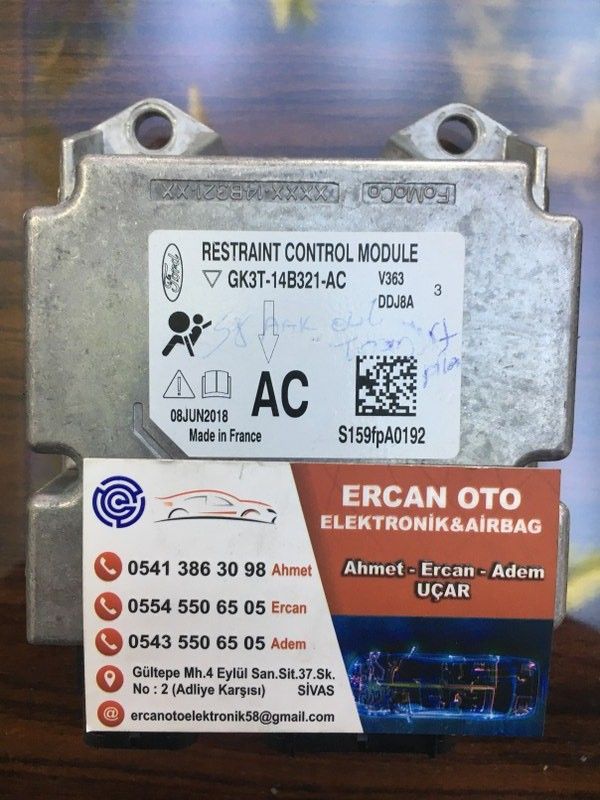 XXXX-14B321-XX FoMoCo
Ford
RESTRAINT CONTROL MODULE
GK3T-14B321-AC V363
DDJ8A 3
58
AC
08JUN2018
Made in France S159fpA0192
ERCAN OTO
ELEKTRONİK&AİRBAG
0541 386 30 98 Ahmet
0554 550 65 05 Ercan
0543 550 65 05 Adem
Ahmet - Ercan - Adem
UÇAR
Gültepe Mh.4 Eylül San.Sit.37.Sk.
No : 2 (Adliye Karşısı) SİVAS
ercanotoelektronik58@gmail.com